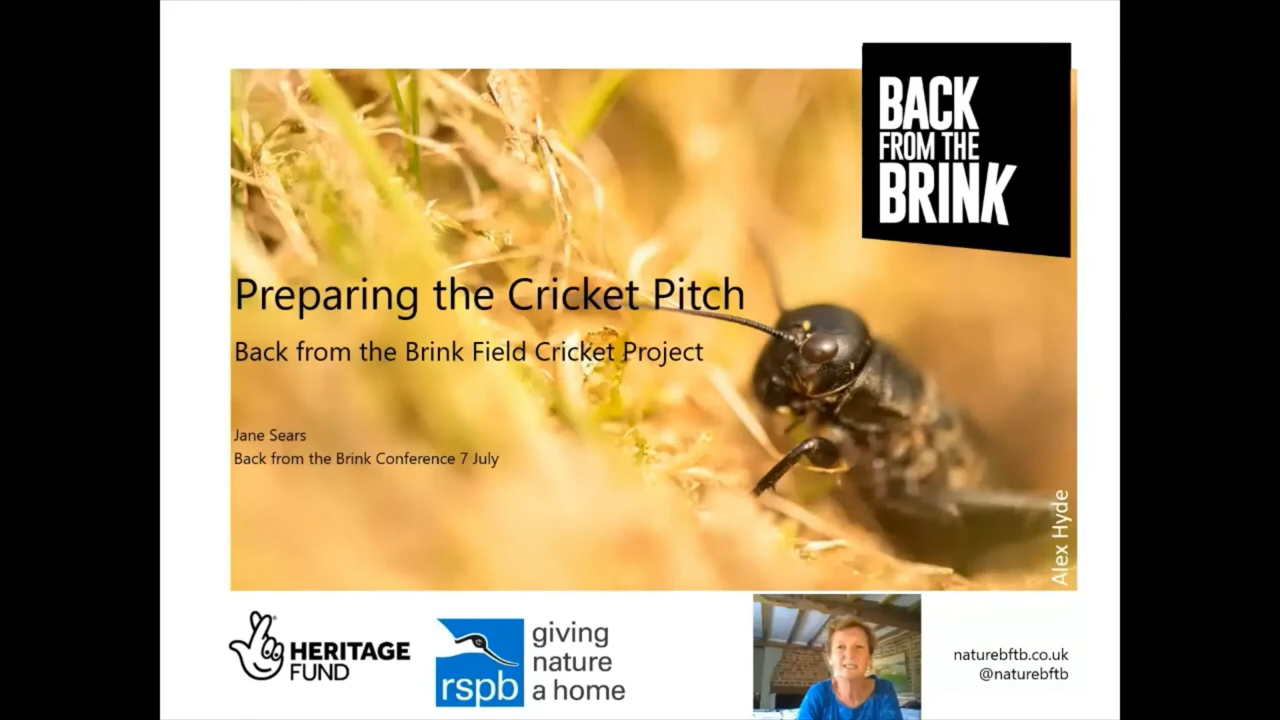 BACK
FROM THE
BRINK
Preparing the Cricket Pitch
Back from the Brink Field Cricket Project
Jane Sears
Back from the Brink Conference 7 July
Alex Hyde
HERITAGE
FUND
rspb
giving
nature
a home
naturebftb.co.uk
@naturebftb